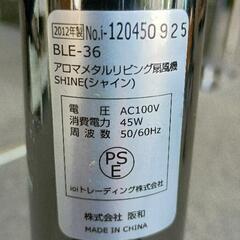 2012年製 No.i-120450925
BLE-36
アロマメタルリビング扇風機
SHINE(シャイン)
電圧 AC100V
消費電力 45W
周波数 50/60Hz
PS
E
ioiトレーディング株式会社
株式会社 阪和
MADE IN CHINA